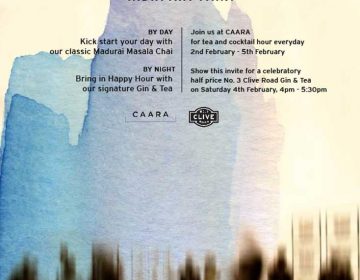 BY DAY
Kick start your day with
our classic Madurai Masala Chai
BY NIGHT
Bring in Happy Hour with
our signature Gin & Tea
Join us at CAARA
for tea and cocktail hour everyday
2nd February - 5th February
Show this invite for a celebratory
half price No. 3 Clive Road Gin & Tea
on Saturday 4th February, 4pm - 5:30pm
CAARA
CLIVE